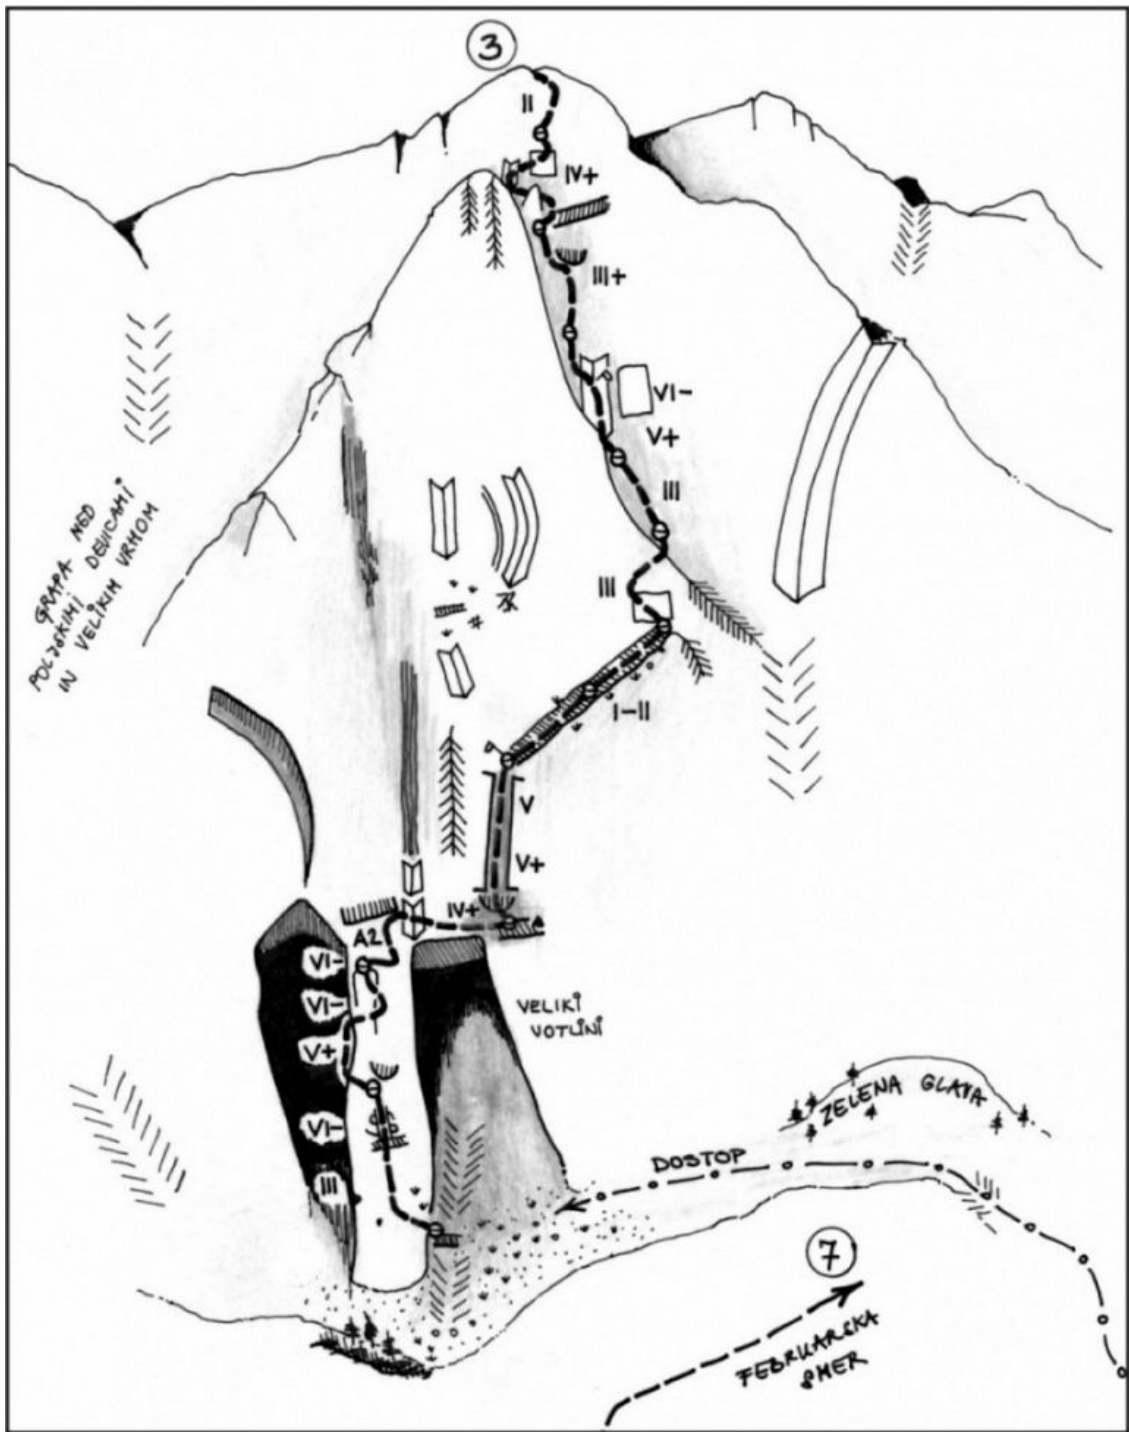 3
II
IV+
III+
VI-
V+
III
III
GRAPA MED
POLJSKIMI DEVICAMI
IN VELIKIM VRHOM
I-II
V
V+
IV+
A2
VI-
VI-
V+
VI-
III
VELIKI
VOTLINI
ZELENA GLAVA
DOSTOP
7
FEBRUARSKA
SMER